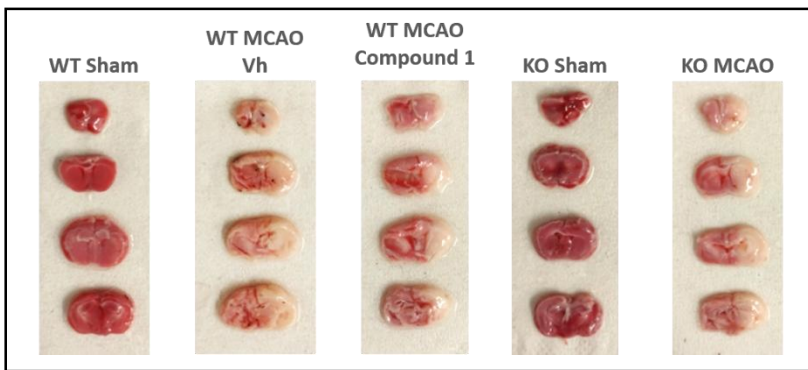 WT Sham
WT MCAO
Vh
WT MCAO
Compound 1
KO Sham
KO MCAO